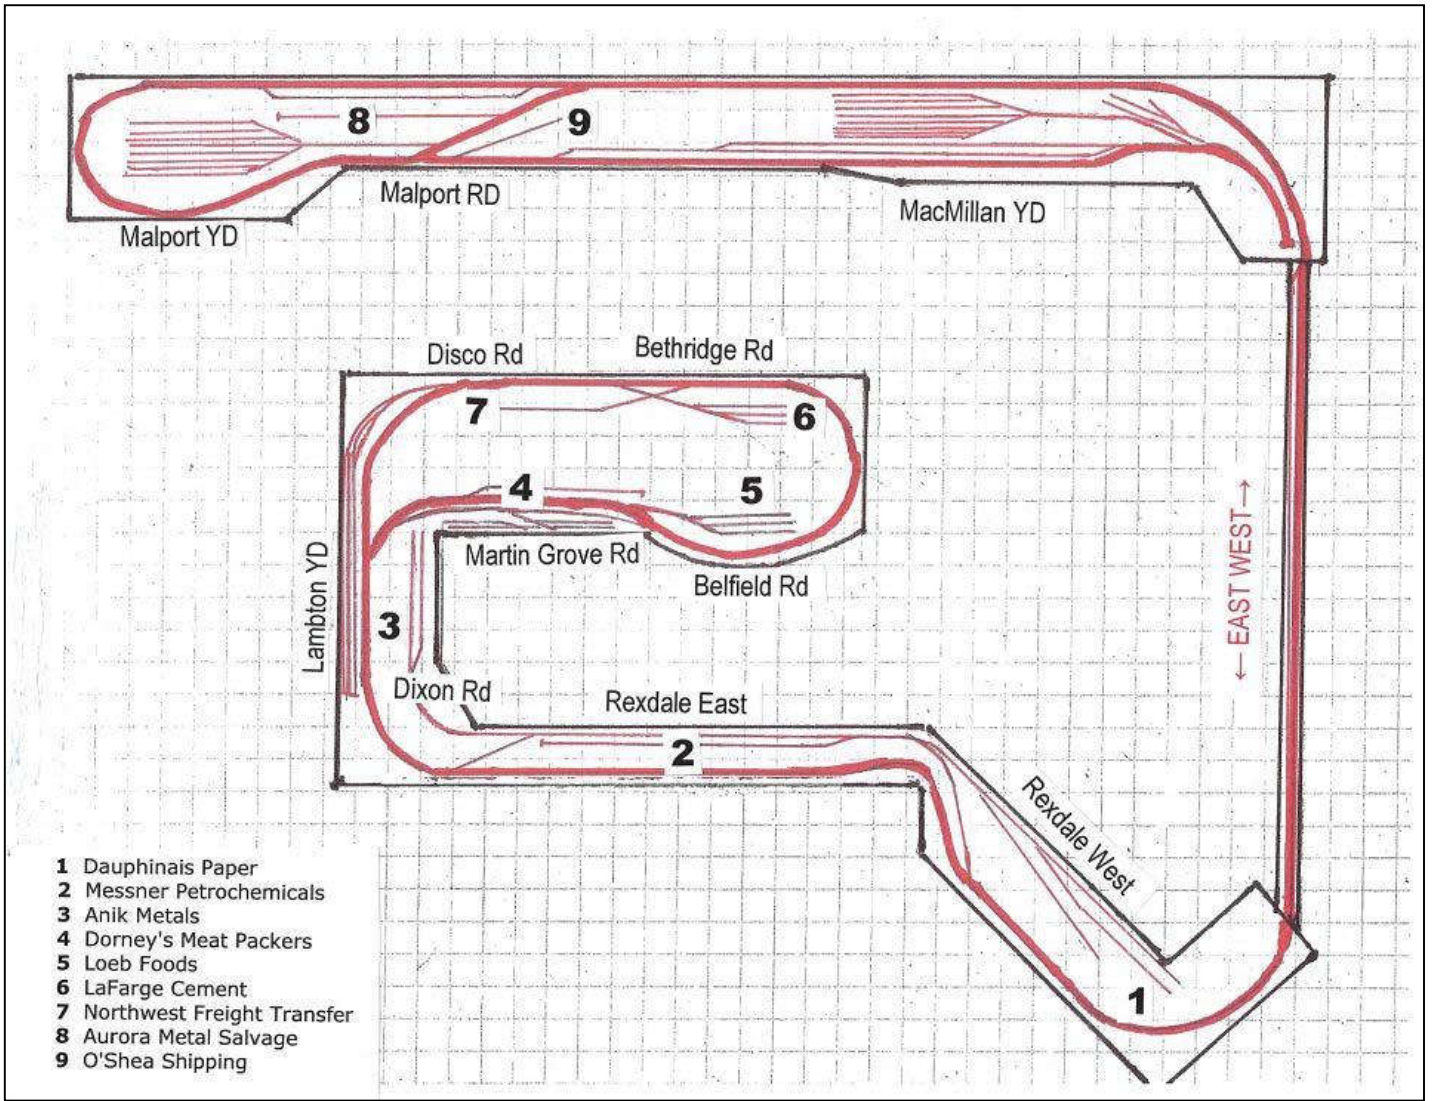 8
9
Malport RD
MacMillan YD
Malport YD
Disco Rd
Bethridge Rd
7
6
4
5
Martin Grove Rd
Belfield Rd
Lambton YD
← EAST WEST →
3
Dixon Rd
Rexdale East
2
Rexdale West
1
1 Dauphinais Paper
2 Messner Petrochemicals
3 Anik Metals
4 Dorney's Meat Packers
5 Loeb Foods
6 LaFarge Cement
7 Northwest Freight Transfer
8 Aurora Metal Salvage
9 O'Shea Shipping